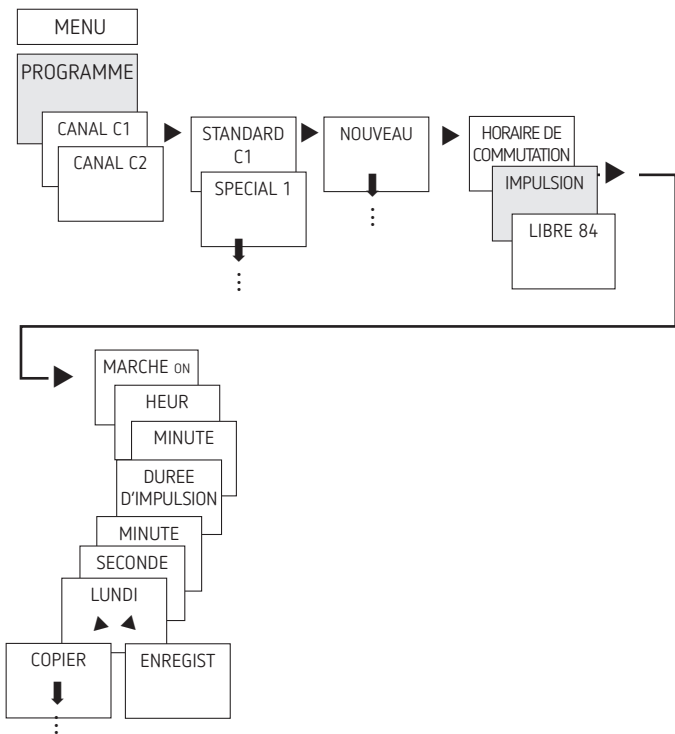 MENU
PROGRAMME
CANAL C1
CANAL C2
STANDARD
C1
SPECIAL 1
NOUVEAU
HORAIRE DE
COMMUTATION
IMPULSION
LIBRE 84
MARCHE ON
HEUR
MINUTE
DUREE
D'IMPULSION
MINUTE
SECONDE
LUNDI
COPIER
ENREGIST